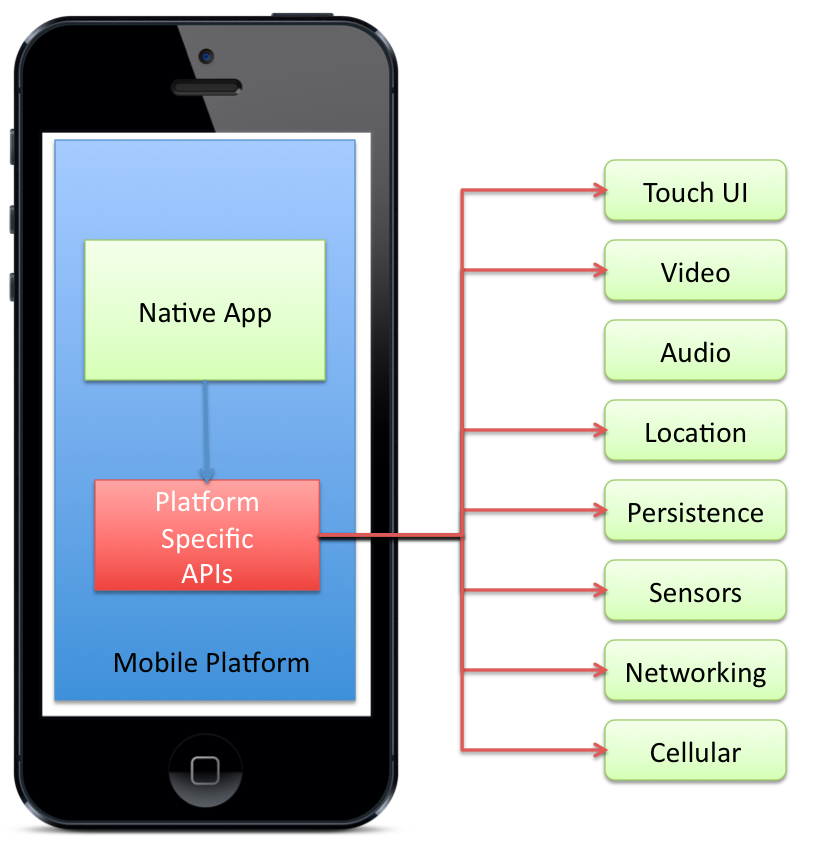 Native App
Platform
Specific
APIs
Mobile Platform
Touch UI
Video
Audio
Location
Persistence
Sensors
Networking
Cellular